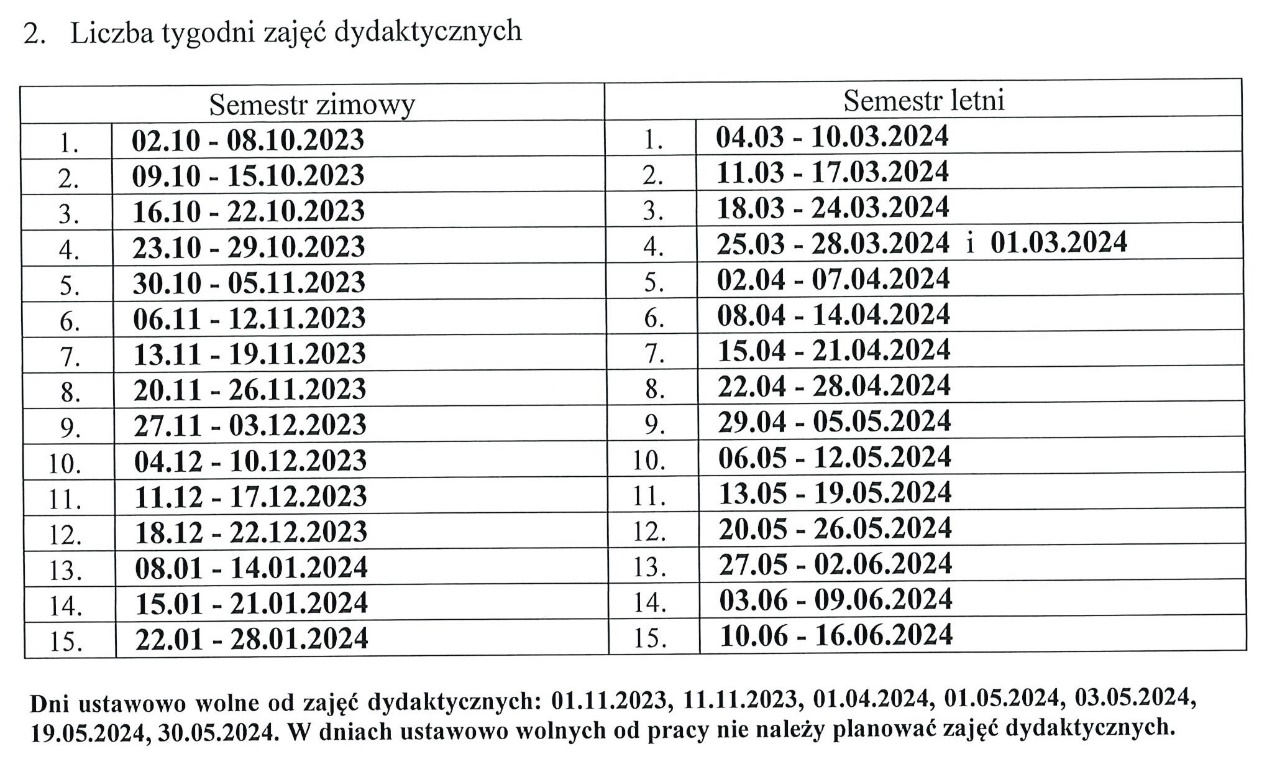 2. Liczba tygodni zajęć dydaktycznych
Semestr zimowy Semestr letni
1. 02.10 - 08.10.2023 1. 04.03 - 10.03.2024
2. 09.10 - 15.10.2023 2. 11.03 - 17.03.2024
3. 16.10 - 22.10.2023 3. 18.03 - 24.03.2024
4. 23.10 - 29.10.2023 4. 25.03 - 28.03.2024 i 01.03.2024
5. 30.10 - 05.11.2023 5. 02.04 - 07.04.2024
6. 06.11 - 12.11.2023 6. 08.04 - 14.04.2024
7. 13.11 - 19.11.2023 7. 15.04 - 21.04.2024
8. 20.11 - 26.11.2023 8. 22.04 - 28.04.2024
9. 27.11 - 03.12.2023 9. 29.04 - 05.05.2024
10. 04.12 - 10.12.2023 10. 06.05 - 12.05.2024
11. 11.12 - 17.12.2023 11. 13.05 - 19.05.2024
12. 18.12 - 22.12.2023 12. 20.05 - 26.05.2024
13. 08.01 - 14.01.2024 13. 27.05 - 02.06.2024
14. 15.01 - 21.01.2024 14. 03.06 - 09.06.2024
15. 22.01 - 28.01.2024 15. 10.06 - 16.06.2024
Dni ustawowo wolne od zajęć dydaktycznych: 01.11.2023, 11.11.2023, 01.04.2024, 01.05.2024, 03.05.2024,
19.05.2024, 30.05.2024. W dniach ustawowo wolnych od pracy nie należy planować zajęć dydaktycznych.